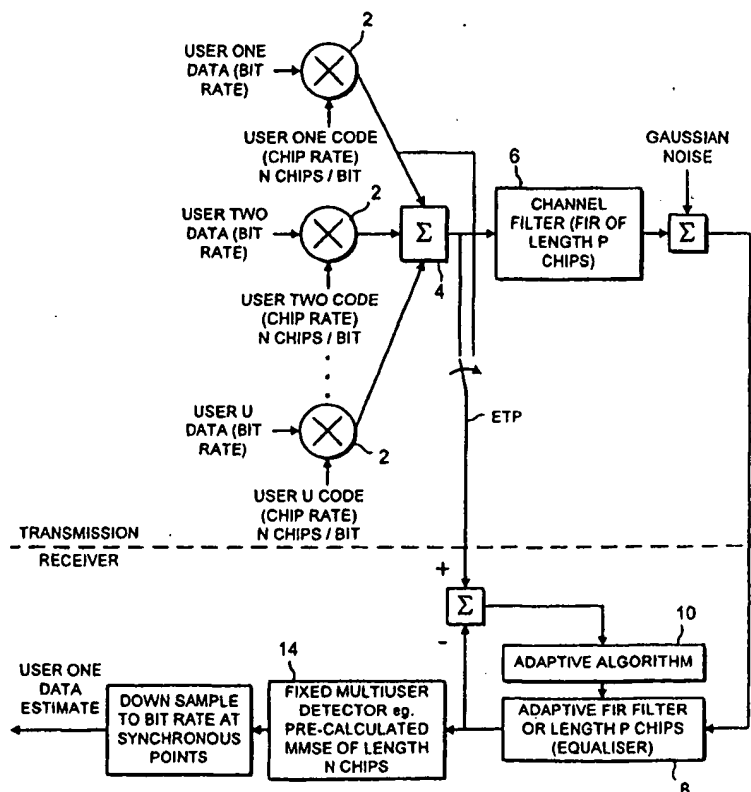 2
USER ONE
DATA (BIT
RATE)
USER ONE CODE
(CHIP RATE)
N CHIPS / BIT
2
USER TWO
DATA (BIT
RATE)
USER TWO CODE
(CHIP RATE)
N CHIPS / BIT
Σ
4
6
CHANNEL
FILTER (FIR OF
LENGTH P
CHIPS)
GAUSSIAN
NOISE
Σ
USER U
DATA (BIT
RATE)
2
USER U CODE
(CHIP RATE)
N CHIPS / BIT
ETP
TRANSMISSION
RECEIVER
+
Σ
-
10
ADAPTIVE ALGORITHM
ADAPTIVE FIR FILTER
OR LENGTH P CHIPS
(EQUALISER)
8
14
FIXED MULTIUSER
DETECTOR eg.
PRE-CALCULATED
MMSE OF LENGTH
N CHIPS
DOWN SAMPLE
TO BIT RATE AT
SYNCHRONOUS
POINTS
USER ONE
DATA
ESTIMATE